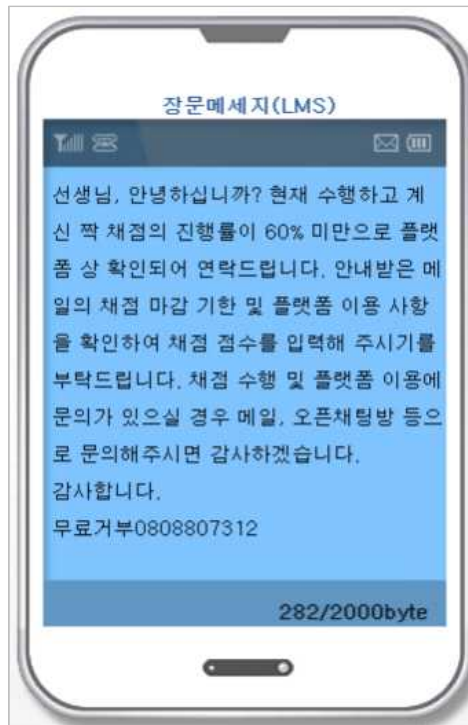 장문메세지(LMS)
선생님, 안녕하십니까? 현재 수행하고 계
신 짝 채점의 진행률이 60% 미만으로 플랫
폼 상 확인되어 연락드립니다. 안내받은 메
일의 채점 마감 기한 및 플랫폼 이용 사항
을 확인하여 채점 점수를 입력해 주시기를
부탁드립니다. 채점 수행 및 플랫폼 이용에
문의가 있으실 경우 메일, 오픈채팅방 등으
로 문의해주시면 감사하겠습니다.
감사합니다.
무료거부0808807312
282/2000byte